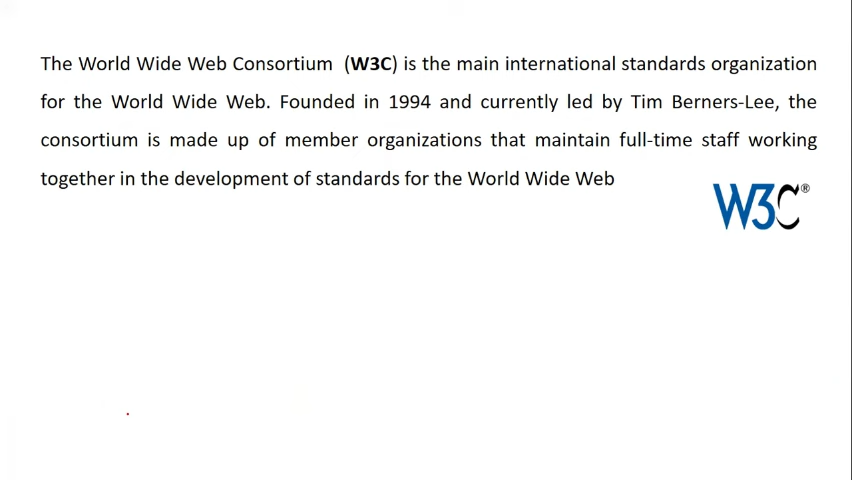 The World Wide Web Consortium (W3C) is the main international standards organization
for the World Wide Web. Founded in 1994 and currently led by Tim Berners-Lee, the
consortium is made up of member organizations that maintain full-time staff working
together in the development of standards for the World Wide Web
W3C®